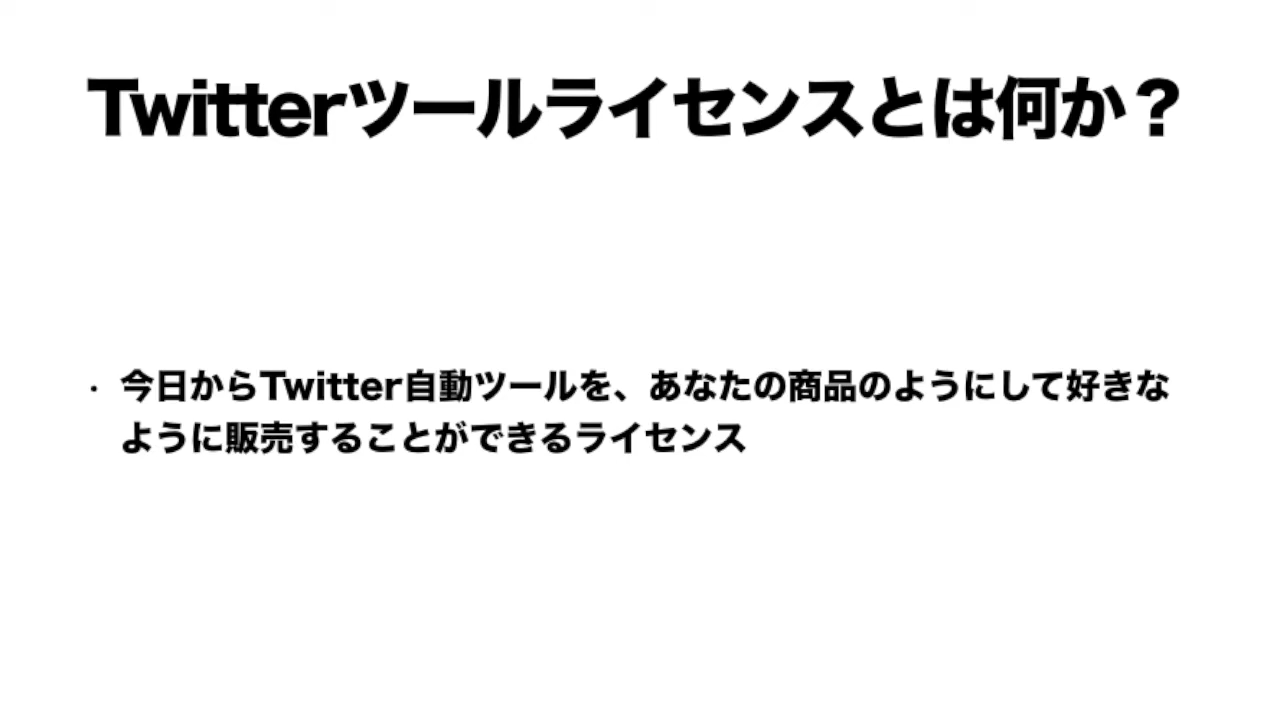 Twitterツールライセンスとは何か？
・今日からTwitter自動ツールを、あなたの商品のようにして好きな
ように販売することができるライセンス